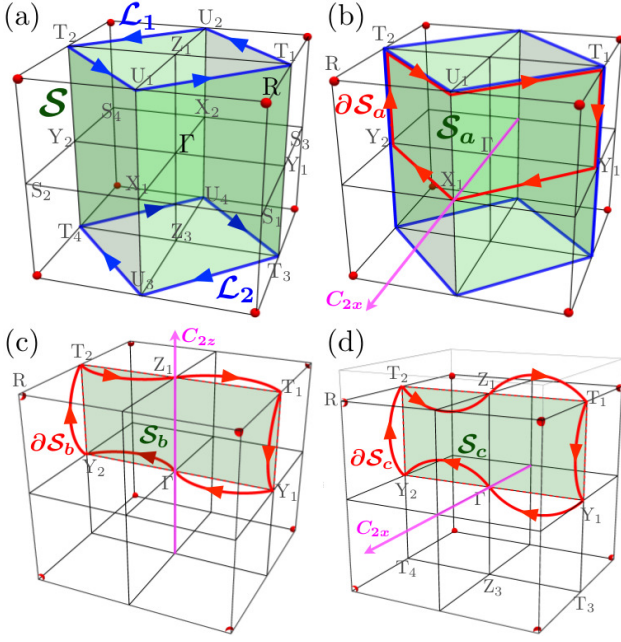 (a)
𝓛₁
U₂
T₂
Z₁
T₁
U₁
R
𝓢
S₄
X₂
Γ
S₃
Y₂
Y₁
X₁
S₂
U₄
S₁
T₄
Z₃
T₃
U₃
𝓛₂
(b)
T₂
T₁
R
U₁
∂𝓢ₐ
𝓢ₐ
Y₂
Γ
Y₁
X₁
C₂ₓ
(c)
C₂z
T₂
Z₁
R
T₁
∂𝓢b
𝓢b
Y₂
Γ
Y₁
(d)
T₂
Z₁
R
T₁
∂𝓢c
𝓢c
Y₂
Γ
Y₁
C₂ₓ
T₄
Z₃
T₃